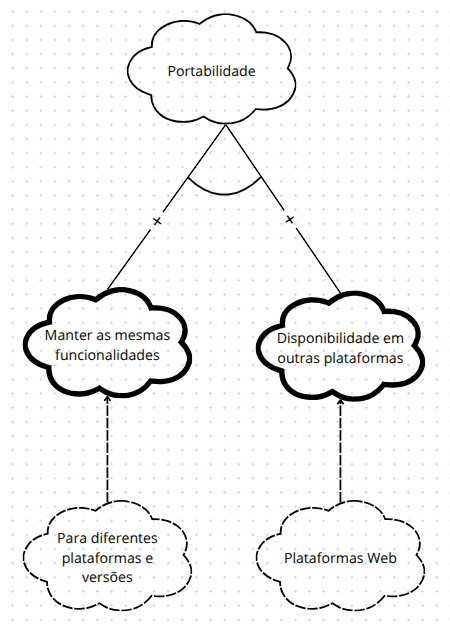 Portabilidade
+
+
Manter as mesmas
funcionalidades
Disponibilidade em
outras plataformas
Para diferentes
plataformas e
versões
Plataformas Web